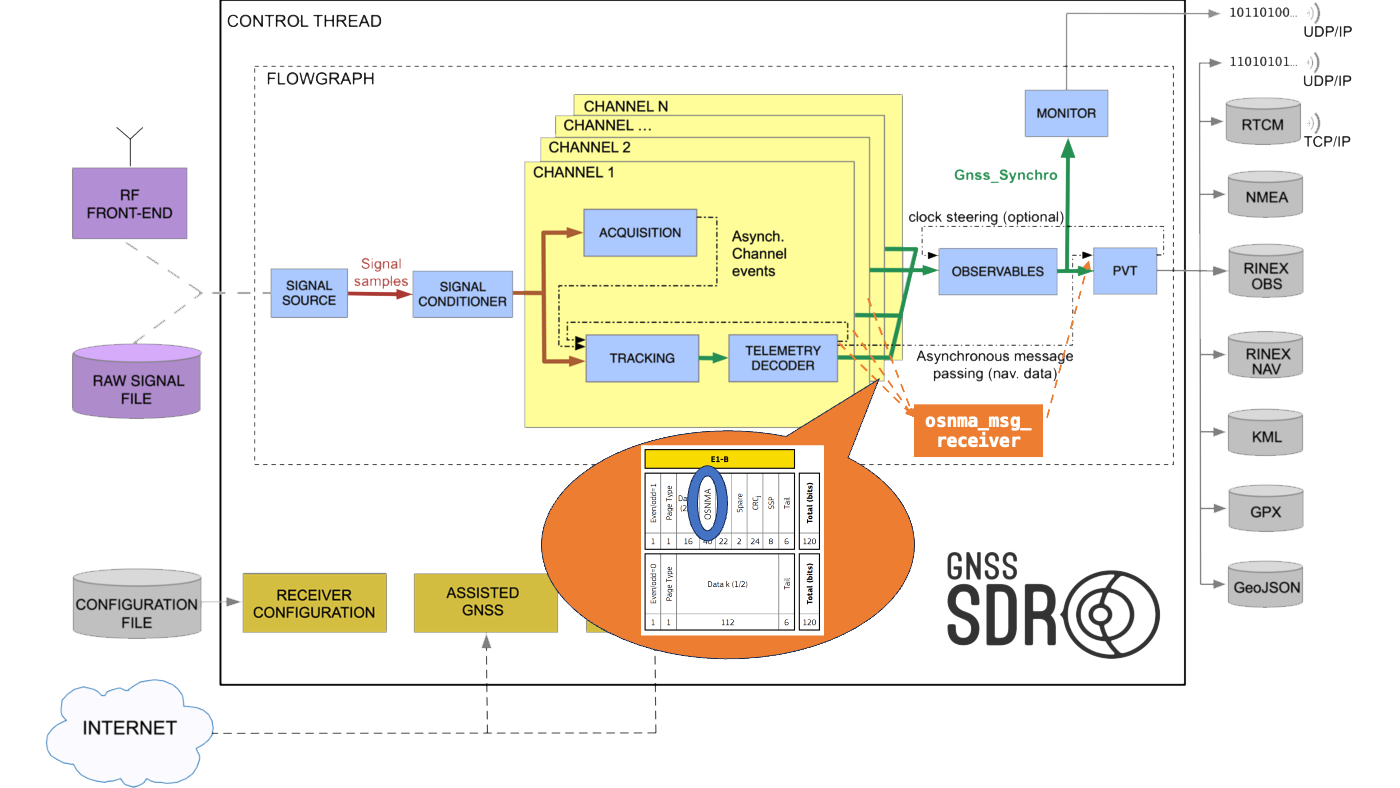 CONTROL THREAD
FLOWGRAPH
CHANNEL N
CHANNEL ...
CHANNEL 2
CHANNEL 1
RF
FRONT-END
RAW SIGNAL
FILE
SIGNAL
SOURCE
Signal
samples
SIGNAL
CONDITIONER
ACQUISITION
Asynch.
Channel
events
TRACKING
TELEMETRY
DECODER
MONITOR
Gnss_Synchro
clock steering (optional)
OBSERVABLES
PVT
Asynchronous message
passing (nav. data)
osnma_msg_
receiver
10110100...
UDP/IP
11010101...
UDP/IP
RTCM
TCP/IP
NMEA
RINEX
OBS
RINEX
NAV
KML
GPX
GeoJSON
E1-B
Even/odd=1
Page Type
OSNMA
Spare
CRCj
SSP
Tail
Total (bits)
1 1 16 22 2 24 8 6 120
Even/odd=0
Page Type
Data k (1/2)
Tail
Total (bits)
1 1 112 6 120
CONFIGURATION
FILE
RECEIVER
CONFIGURATION
ASSISTED
GNSS
INTERNET
GNSS
SDR